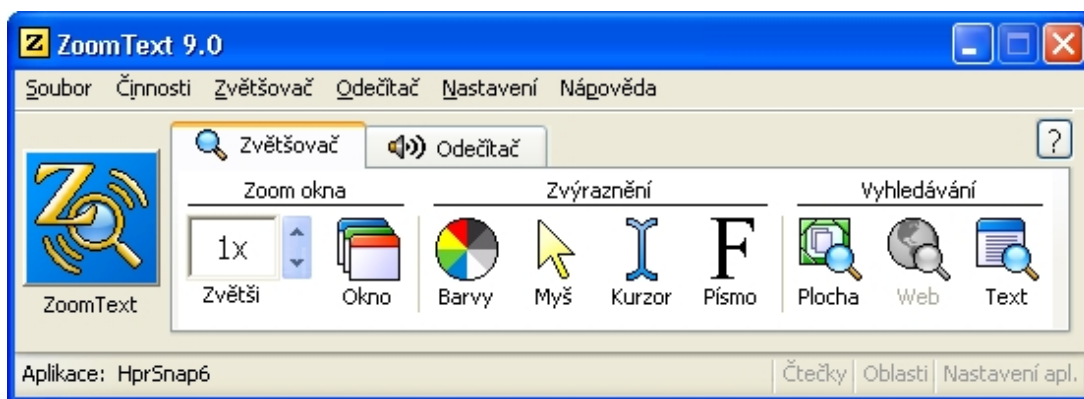 ZoomText 9.0
Soubor Činnosti Zvětšovač Odečítač Nastavení Nápověda
Zvětšovač Odečítač ?
Zoom okna Zvýraznění Vyhledávání
1x F
Zvětši Okno Barvy Myš Kurzor Písmo Plocha Web Text
ZoomText
Aplikace: HprSnap6 Čtečky Oblasti Nastavení apl.